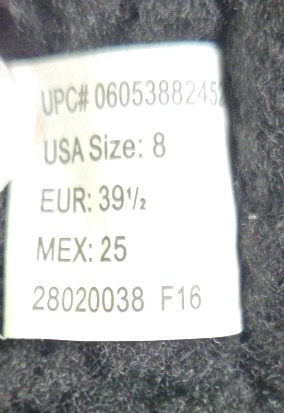 UPC# 06053882452
USA Size: 8
EUR: 39½
MEX: 25
28020038 F16